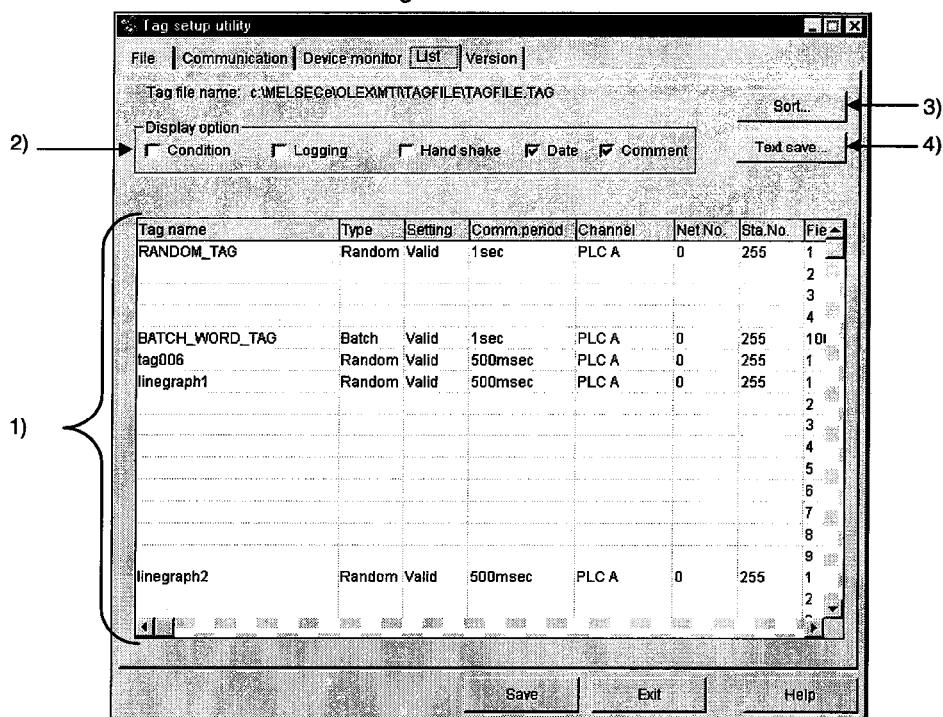 Tag setup utility
File Communication Device monitor List Version
Tag file name: c:\MELSECe\OLEX\MTR\TAGFILE\TAGFILE.TAG
Sort... 3)
Display option
2) Condition Logging Hand shake Date Comment Text save... 4)
Tag name Type Setting Comm.period Channel Net No. Sta.No. Fie
RANDOM_TAG Random Valid 1sec PLC A 0 255 1
2
3
4
BATCH_WORD_TAG Batch Valid 1sec PLC A 0 255 10
tag006 Random Valid 500msec PLC A 0 255 1
linegraph1 Random Valid 500msec PLC A 0 255 1
2
3
1)
4
5
6
7
8
9
linegraph2 Random Valid 500msec PLC A 0 255 1
2
Save Exit Help